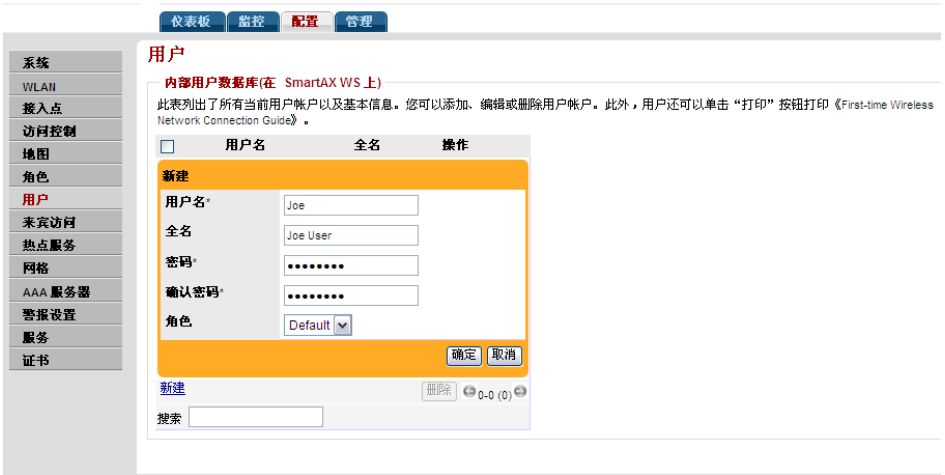 仪表板 监控 配置 管理
系统
WLAN
接入点
访问控制
地图
角色
用户
来宾访问
热点服务
网格
AAA 服务器
警报设置
服务
证书
用户
内部用户数据库(在 SmartAX WS 上)
此表列出了所有当前用户帐户以及基本信息。您可以添加、编辑或删除用户帐户。此外，用户还可以单击“打印”按钮打印《First-time Wireless
Network Connection Guide》。
用户名 全名 操作
新建
用户名* Joe
全名 Joe User
密码* ••••••••
确认密码* ••••••••
角色 Default
确定 取消
新建 删除 0-0 (0)
搜索